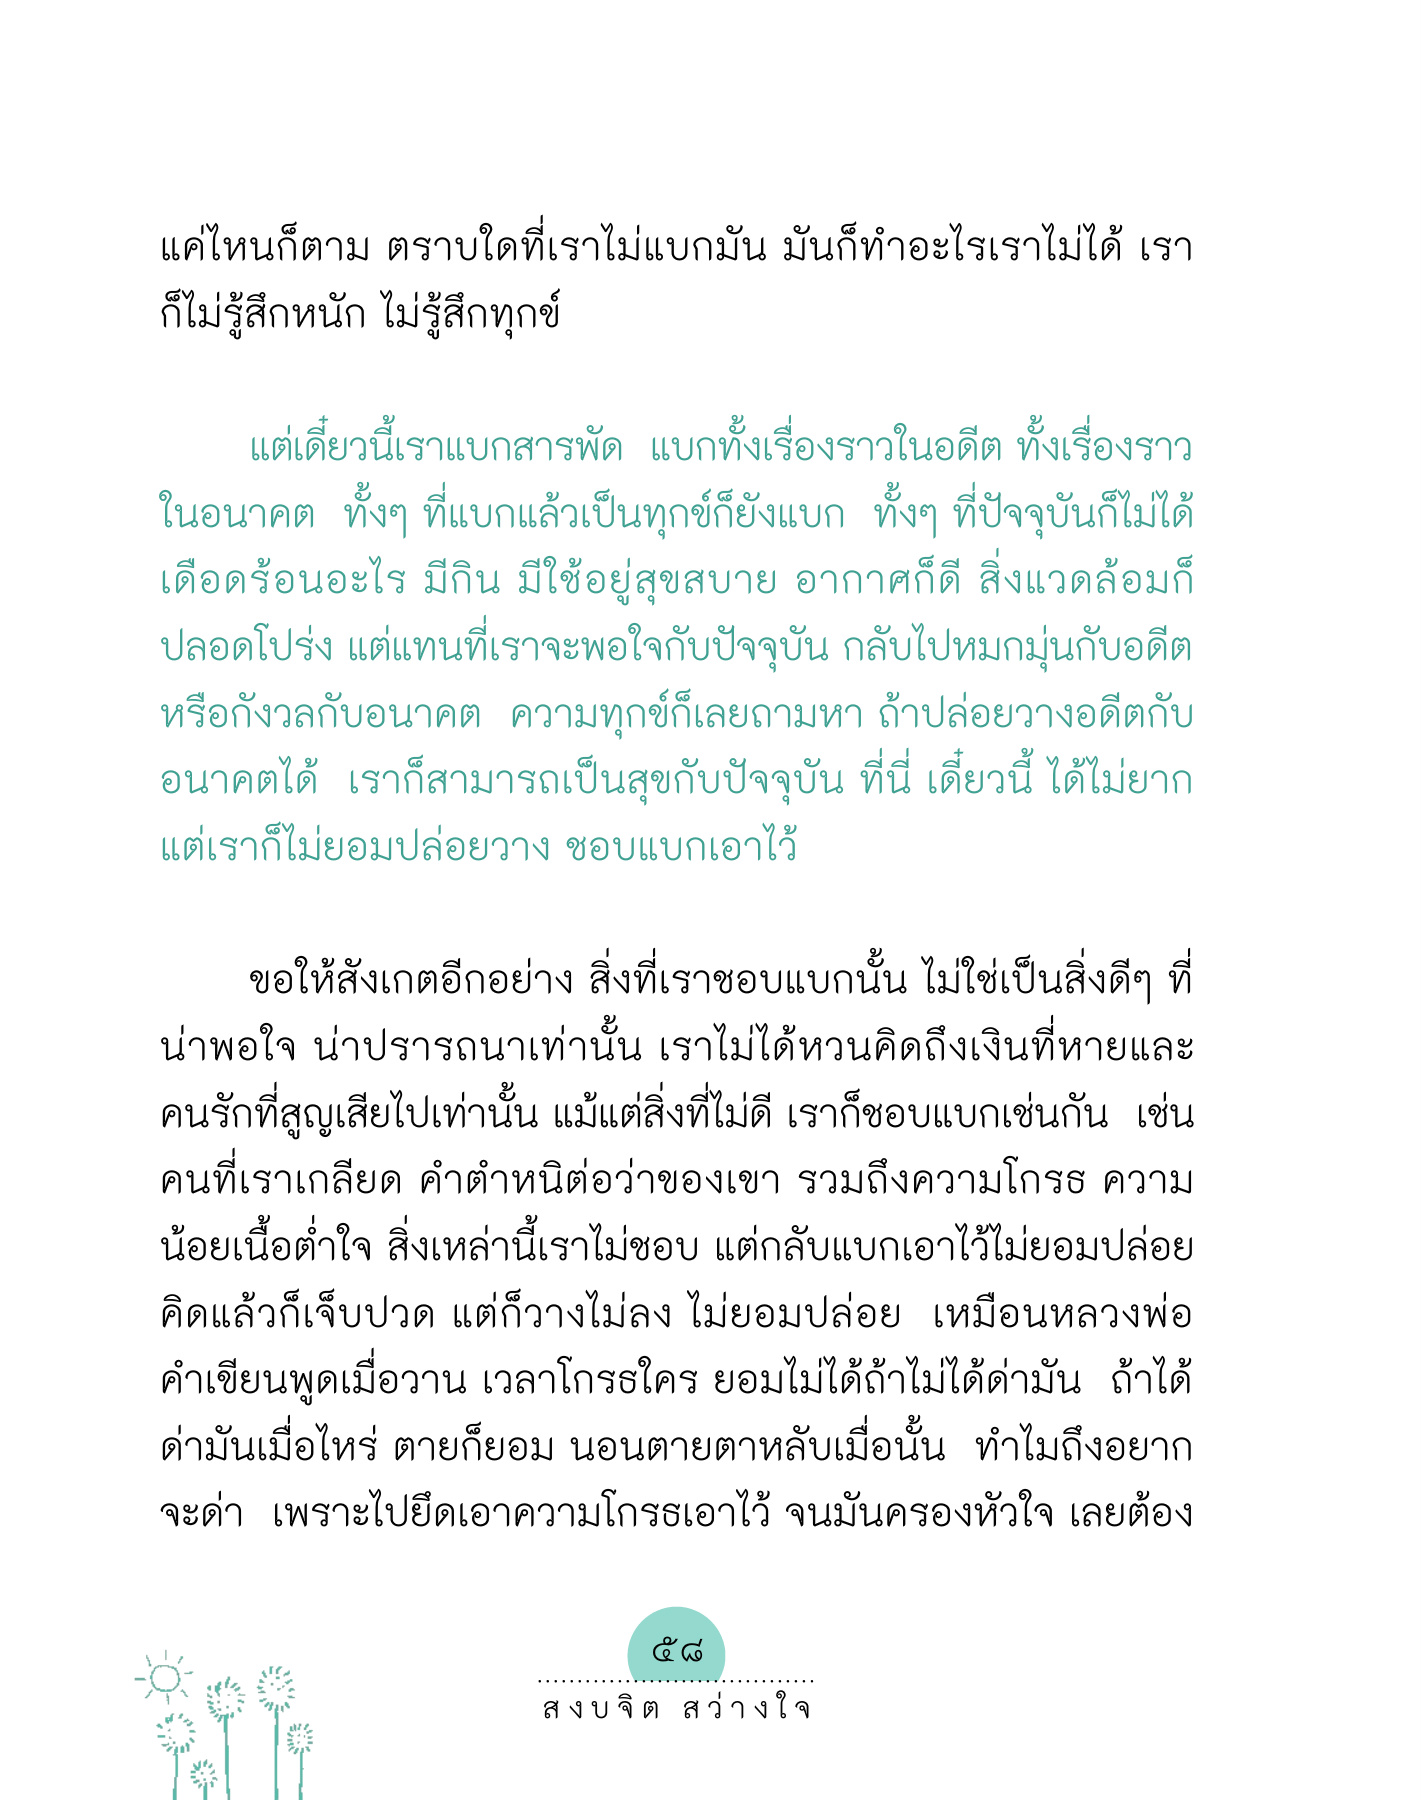 แค่ไหนก็ตาม ตราบใดที่เราไม่แบกมัน มันก็ทำอะไรเราไม่ได้ เรา
ก็ไม่รู้สึกหนัก ไม่รู้สึกทุกข์
แต่เดี๋ยวนี้เราแบกสารพัด แบกทั้งเรื่องราวในอดีต ทั้งเรื่องราว
ในอนาคต ทั้งๆ ที่แบกแล้วเป็นทุกข์ก็ยังแบก ทั้งๆ ที่ปัจจุบันก็ไม่ได้
เดือดร้อนอะไร มีกิน มีใช้อยู่สุขสบาย อากาศก็ดี สิ่งแวดล้อมก็
ปลอดโปร่ง แต่แทนที่เราจะพอใจกับปัจจุบัน กลับไปหมกมุ่นกับอดีต
หรือกังวลกับอนาคต ความทุกข์ก็เลยถามหา ถ้าปล่อยวางอดีตกับ
อนาคตได้ เราก็สามารถเป็นสุขกับปัจจุบัน ที่นี่ เดี๋ยวนี้ ได้ไม่ยาก
แต่เราก็ไม่ยอมปล่อยวาง ชอบแบกเอาไว้
ขอให้สังเกตอีกอย่าง สิ่งที่เราชอบแบกนั้น ไม่ใช่เป็นสิ่งดีๆ ที่
น่าพอใจ น่าปรารถนาเท่านั้น เราไม่ได้หวนคิดถึงเงินที่หายและ
คนรักที่สูญเสียไปเท่านั้น แม้แต่สิ่งที่ไม่ดี เราก็ชอบแบกเช่นกัน เช่น
คนที่เราเกลียด คำตำหนิต่อว่าของเขา รวมถึงความโกรธ ความ
น้อยเนื้อต่ำใจ สิ่งเหล่านี้เราไม่ชอบ แต่กลับแบกเอาไว้ไม่ยอมปล่อย
คิดแล้วก็เจ็บปวด แต่ก็วางไม่ลง ไม่ยอมปล่อย เหมือนหลวงพ่อ
คำเขียนพูดเมื่อวาน เวลาโกรธใคร ยอมไม่ได้ถ้าไม่ได้ด่ามัน ถ้าได้
ด่ามันเมื่อไหร่ ตายก็ยอม นอนตายตาหลับเมื่อนั้น ทำไมถึงอยาก
จะด่า เพราะไปยึดเอาความโกรธเอาไว้ จนมันครองหัวใจ เลยต้อง
๕๘
สงบจิต สว่างใจ